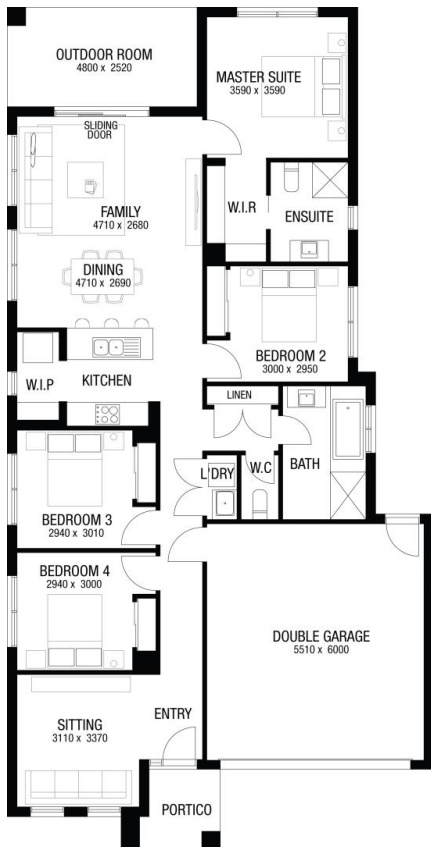 OUTDOOR ROOM
4800 x 2520
MASTER SUITE
3590 x 3590
SLIDING
DOOR
FAMILY
4710 x 2680
W.I.R
ENSUITE
DINING
4710 x 2690
BEDROOM 2
3000 x 2950
W.I.P
KITCHEN
LINEN
L'DRY
W.C
BATH
BEDROOM 3
2940 x 3010
BEDROOM 4
2940 x 3000
DOUBLE GARAGE
5510 x 6000
SITTING
3110 x 3370
ENTRY
PORTICO